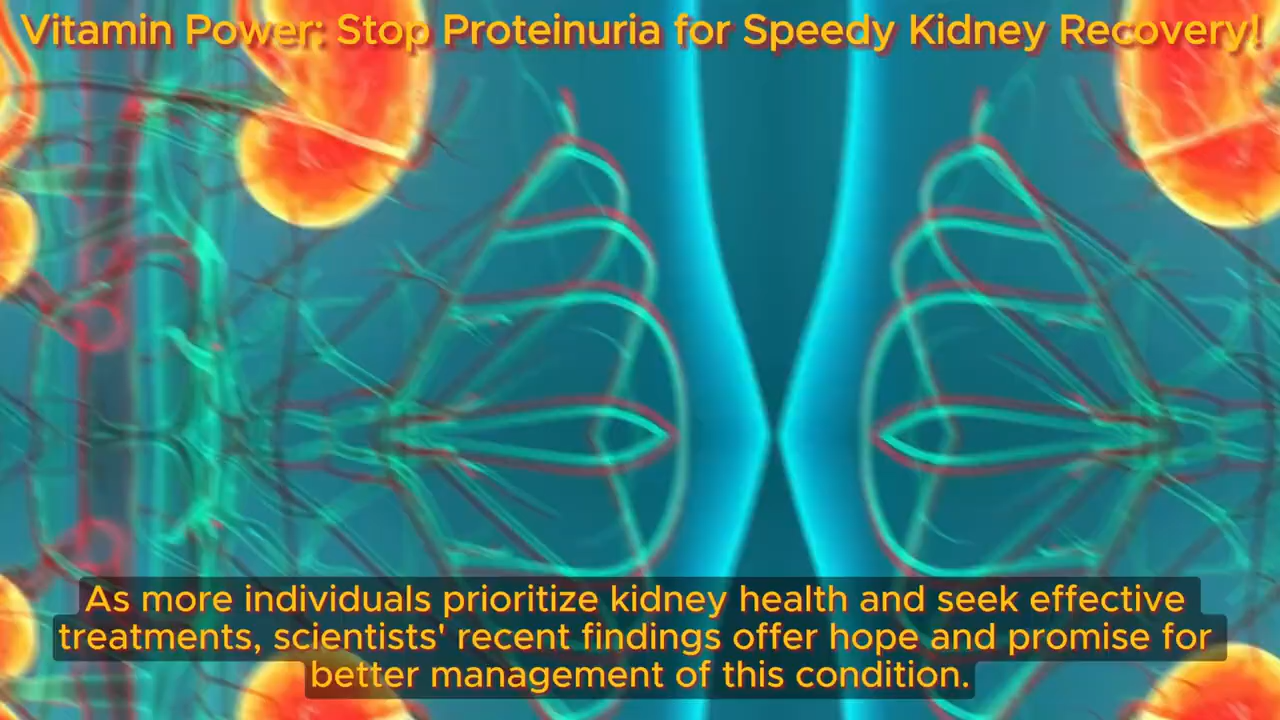 Vitamin Power: Stop Proteinuria for Speedy Kidney Recovery!
As more individuals prioritize kidney health and seek effective
treatments, scientists' recent findings offer hope and promise for
better management of this condition.